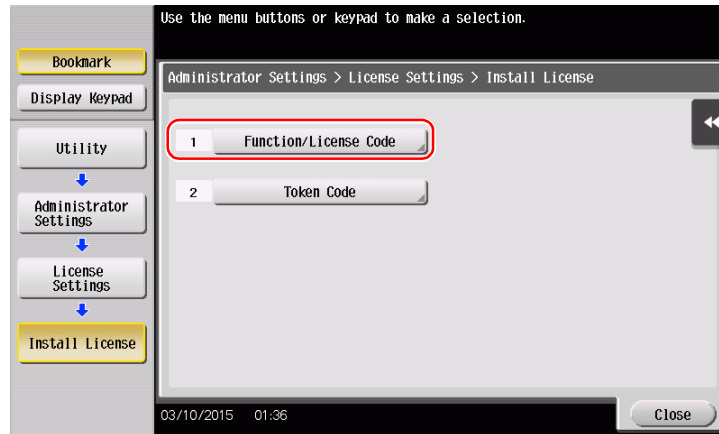 Use the menu buttons or keypad to make a selection.
Bookmark
Display Keypad
Utility
Administrator
Settings
License
Settings
Install License
Administrator Settings > License Settings > Install License
1 Function/License Code
2 Token Code
03/10/2015 01:36
Close